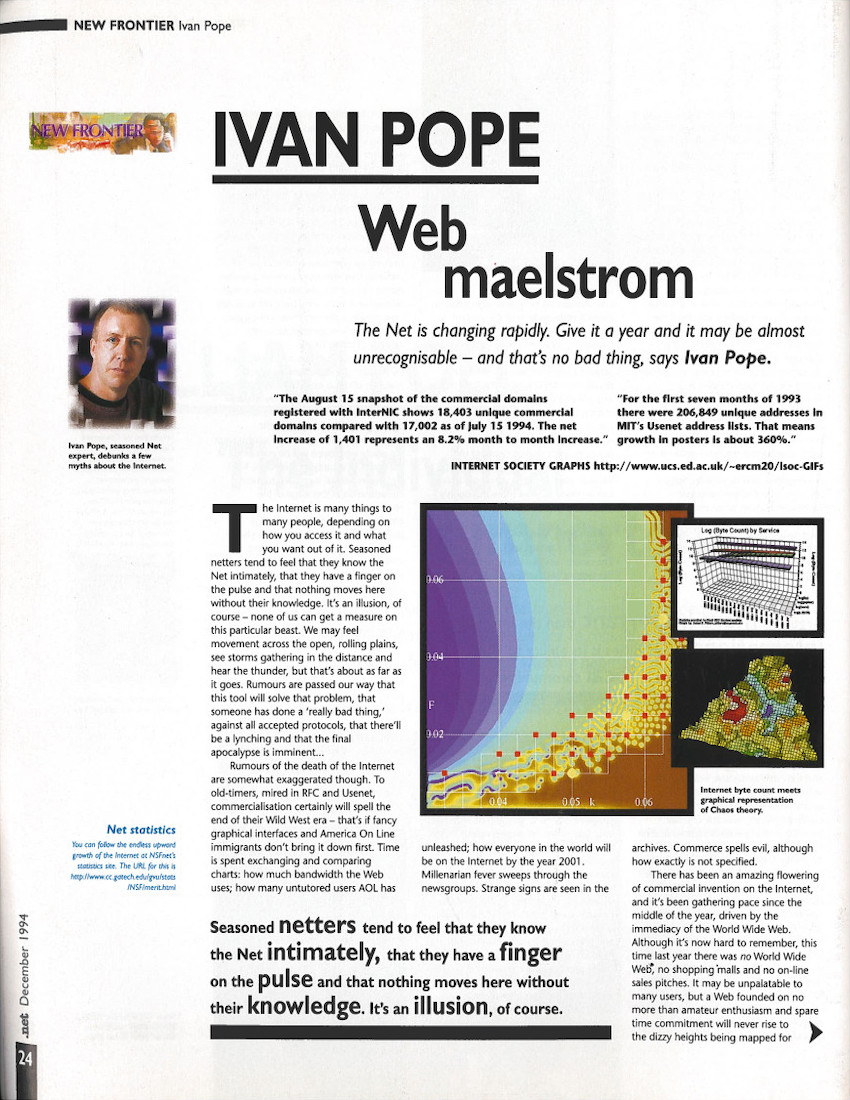 NEW FRONTIER Ivan Pope
NEW FRONTIER
IVAN POPE
Web
maelstrom
The Net is changing rapidly. Give it a year and it may be almost
unrecognisable – and that's no bad thing, says Ivan Pope.
Ivan Pope, seasoned Net
expert, debunks a few
myths about the Internet.
"The August 15 snapshot of the commercial domains
registered with InterNIC shows 18,403 unique commercial
domains compared with 17,002 as of July 15 1994. The net
increase of 1,401 represents an 8.2% month to month increase."
"For the first seven months of 1993
there were 206,849 unique addresses in
MIT's Usenet address lists. That means
growth in posters is about 360%."
INTERNET SOCIETY GRAPHS http://www.ucs.ed.ac.uk/~ercm20/Isoc-GIFs
The Internet is many things to
many people, depending on
how you access it and what
you want out of it. Seasoned
netters tend to feel that they know the
Net intimately, that they have a finger on
the pulse and that nothing moves here
without their knowledge. It's an illusion, of
course – none of us can get a measure on
this particular beast. We may feel
movement across the open, rolling plains,
see storms gathering in the distance and
hear the thunder, but that's about as far as
it goes. Rumours are passed our way that
this tool will solve that problem, that
someone has done a 'really bad thing,'
against all accepted protocols, that there'll
be a lynching and that the final
apocalypse is imminent...
Rumours of the death of the Internet
are somewhat exaggerated though. To
old-timers, mired in RFC and Usenet,
commercialisation certainly will spell the
end of their Wild West era – that's if fancy
graphical interfaces and America On Line
immigrants don't bring it down first. Time
is spent exchanging and comparing
charts: how much bandwidth the Web
uses; how many untutored users AOL has
0.06
0.04
F
0.02
0.04
0.05
k
0.06
Log (Byte Count) by Service
Log (Byte Count)
Internet byte count meets
graphical representation
of Chaos theory.
unleashed; how everyone in the world will
be on the Internet by the year 2001.
Millenarian fever sweeps through the
newsgroups. Strange signs are seen in the
archives. Commerce spells evil, although
how exactly is not specified.
There has been an amazing flowering
of commercial invention on the Internet,
and it's been gathering pace since the
middle of the year, driven by the
immediacy of the World Wide Web.
Although it's now hard to remember, this
time last year there was no World Wide
Web, no shopping malls and no on-line
sales pitches. It may be unpalatable to
many users, but a Web founded on no
more than amateur enthusiasm and spare
time commitment will never rise to
the dizzy heights being mapped for
Net statistics
You can follow the endless upward
growth of the Internet at NSFnet's
statistics site. The URL for this is
http://www.cc.gatech.edu/gvu/stats
/NSF/merit.html
Seasoned netters tend to feel that they know
the Net intimately, that they have a finger
on the pulse and that nothing moves here without
their knowledge. It's an illusion, of course.
.net December 1994
24